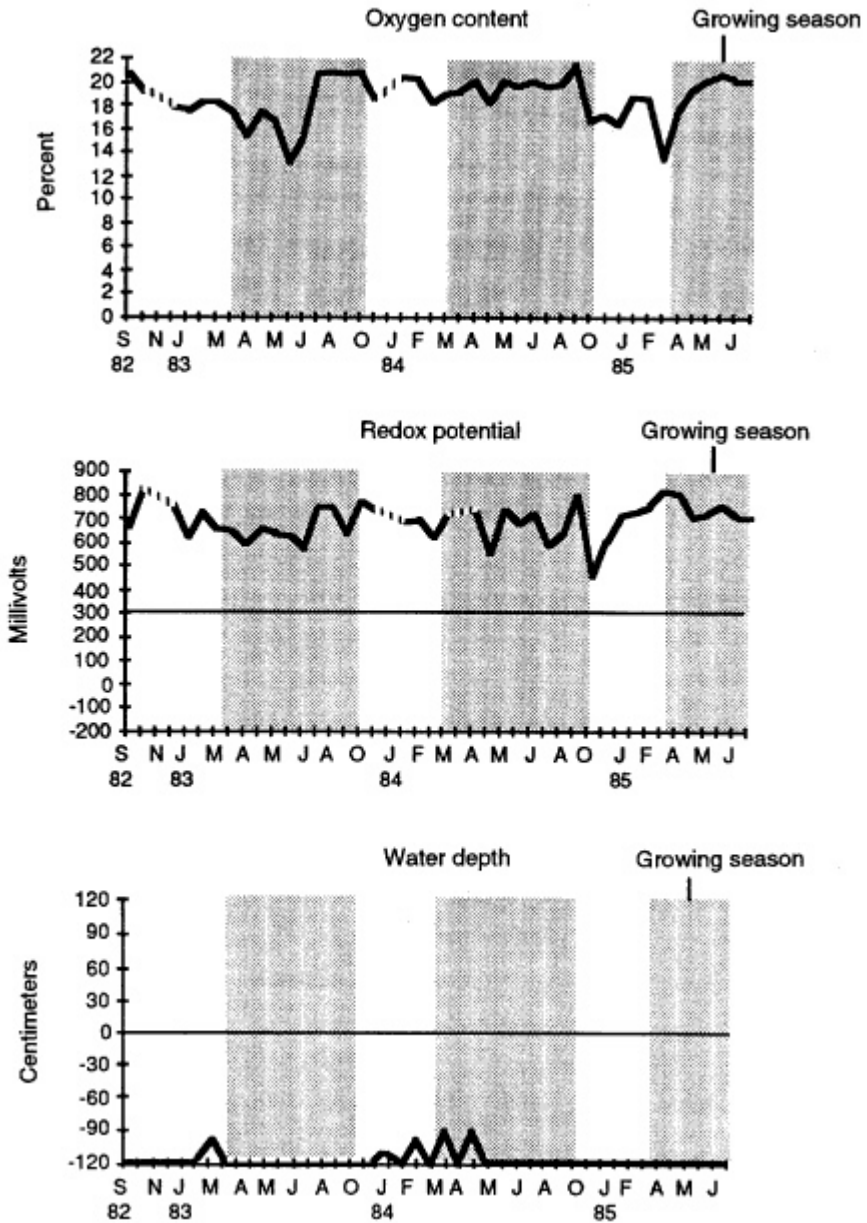 Oxygen content Growing season
Percent
22
20
18
16
14
12
10
8
6
4
2
0
S N J M A M J A O J F M A M J A O F A M J
82 83 84 85
Redox potential Growing season
Millivolts
900
800
700
600
500
400
300
200
100
0
-100
-200
S N J M A M J A O J F M A M J A O J F A M J
82 83 84 85
Water depth Growing season
Centimeters
120
90
60
30
0
-30
-60
-90
-120
S N J M A M J A O J F M A M J A O J F A M J
82 83 84 85